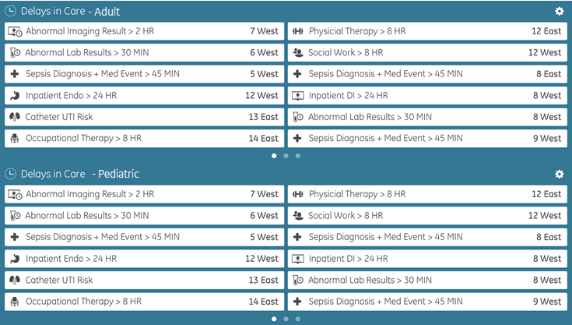 Delays in Care - Adult
Abnormal Imaging Result > 2 HR 7 West
Physicial Therapy > 8 HR 12 East
Abnormal Lab Results > 30 MIN 6 West
Social Work > 8 HR 12 West
Sepsis Diagnosis + Med Event > 45 MIN 5 West
Sepsis Diagnosis + Med Event > 45 MIN 8 East
Inpatient Endo > 24 HR 12 West
Inpatient DI > 24 HR 8 West
Catheter UTI Risk 13 East
Abnormal Lab Results > 30 MIN 8 West
Occupational Therapy > 8 HR 14 East
Sepsis Diagnosis + Med Event > 45 MIN 9 West
Delays in Care - Pediatric
Abnormal Imaging Result > 2 HR 7 West
Physicial Therapy > 8 HR 12 East
Abnormal Lab Results > 30 MIN 6 West
Social Work > 8 HR 12 West
Sepsis Diagnosis + Med Event > 45 MIN 5 West
Sepsis Diagnosis + Med Event > 45 MIN 8 East
Inpatient Endo > 24 HR 12 West
Inpatient DI > 24 HR 8 West
Catheter UTI Risk 13 East
Abnormal Lab Results > 30 MIN 8 West
Occupational Therapy > 8 HR 14 East
Sepsis Diagnosis + Med Event > 45 MIN 9 West